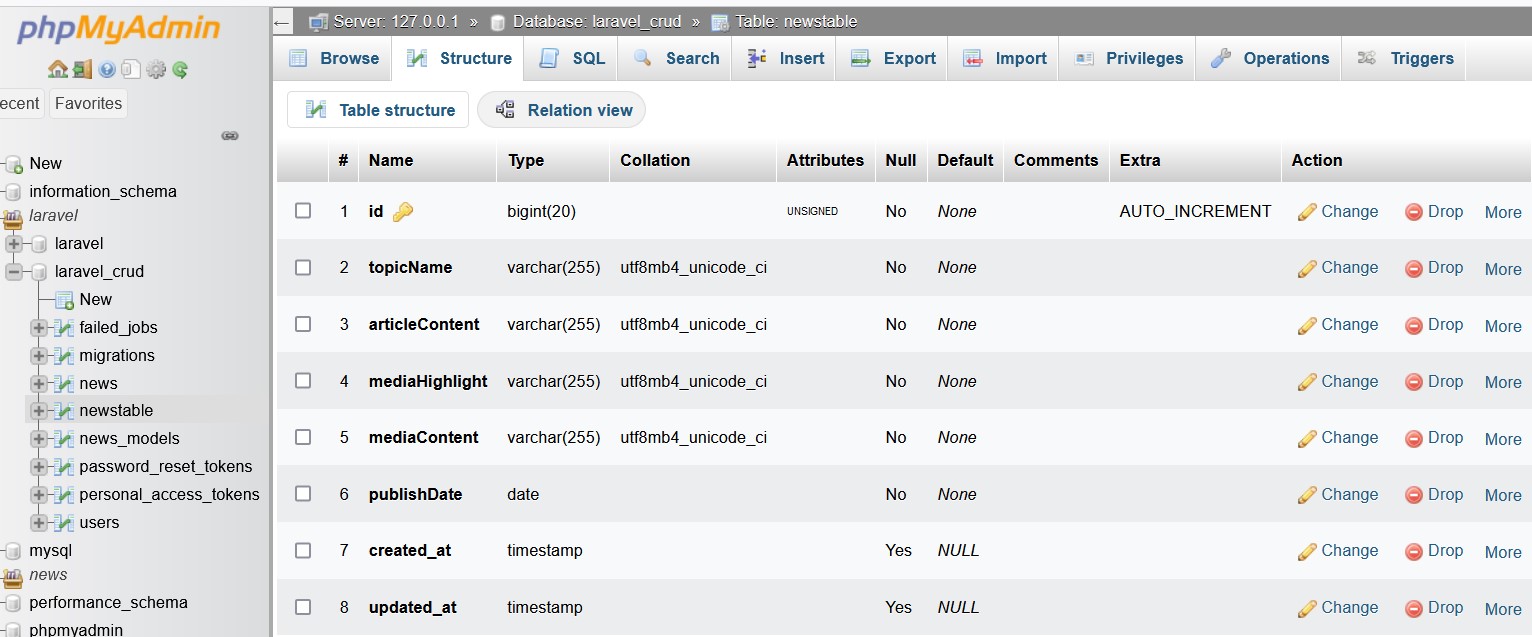 phpMyAdmin
ecent Favorites
New
information_schema
laravel
laravel
laravel_crud
New
failed_jobs
migrations
news
newstable
news_models
password_reset_tokens
personal_access_tokens
users
mysql
news
performance_schema
phpmyadmin
← Server: 127.0.0.1 » Database: laravel_crud » Table: newstable
Browse Structure SQL Search Insert Export Import Privileges Operations Triggers
Table structure Relation view
# Name Type Collation Attributes Null Default Comments Extra Action
1 id bigint(20) UNSIGNED No None AUTO_INCREMENT Change Drop More
2 topicName varchar(255) utf8mb4_unicode_ci No None Change Drop More
3 articleContent varchar(255) utf8mb4_unicode_ci No None Change Drop More
4 mediaHighlight varchar(255) utf8mb4_unicode_ci No None Change Drop More
5 mediaContent varchar(255) utf8mb4_unicode_ci No None Change Drop More
6 publishDate date No None Change Drop More
7 created_at timestamp Yes NULL Change Drop More
8 updated_at timestamp Yes NULL Change Drop More